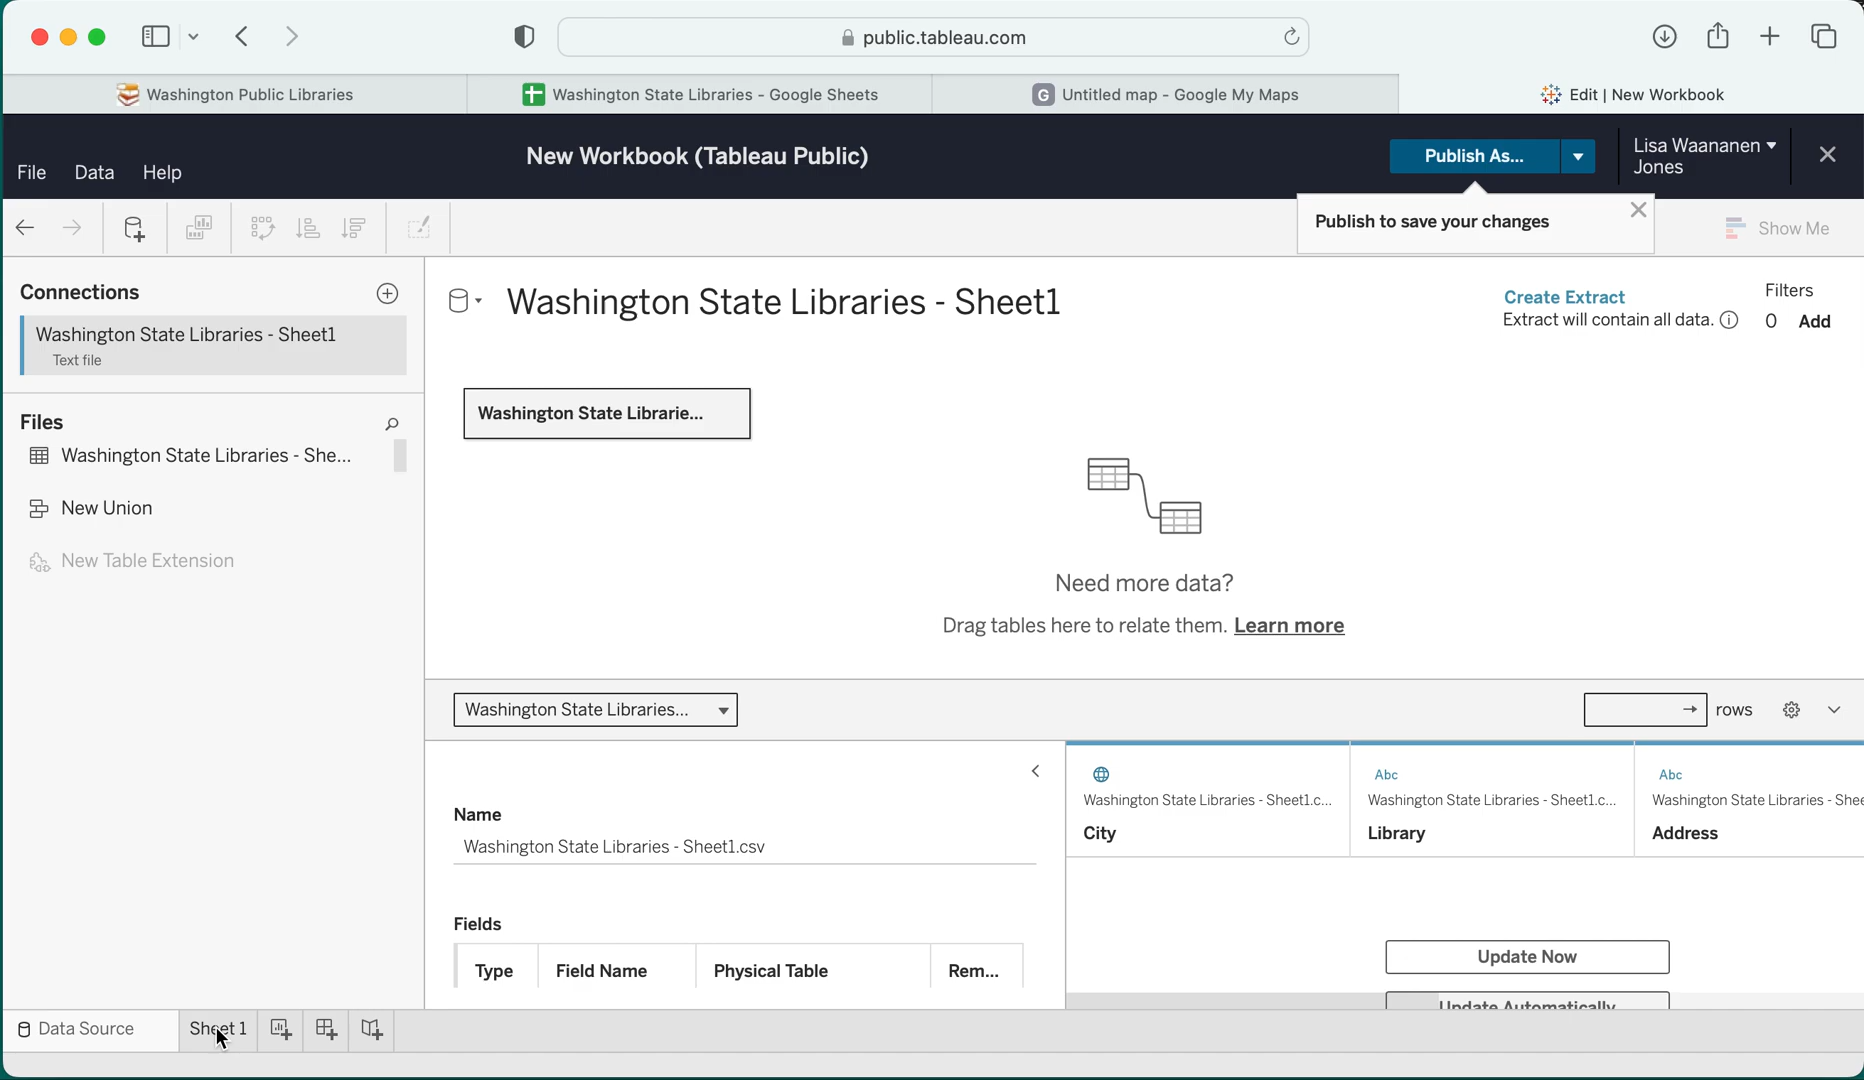 public.tableau.com
Washington Public Libraries
Washington State Libraries - Google Sheets
G Untitled map - Google My Maps
Edit | New Workbook
File Data Help
New Workbook (Tableau Public)
Publish As...
Lisa Waananen
Jones
Publish to save your changes
Show Me
Connections
Washington State Libraries - Sheet1
Text file
Files
Washington State Libraries - She...
New Union
New Table Extension
Washington State Libraries - Sheet1
Create Extract
Extract will contain all data.
Filters
0 Add
Washington State Librarie...
Need more data?
Drag tables here to relate them. Learn more
Washington State Libraries...
rows
Name
Washington State Libraries - Sheet1.csv
Fields
Type Field Name Physical Table Rem...
Abc
Abc
Washington State Libraries - Sheet1.c...
Washington State Libraries - Sheet1.c...
Washington State Libraries - Shee
City
Library
Address
Update Now
Update Automatically
Data Source
Sheet 1